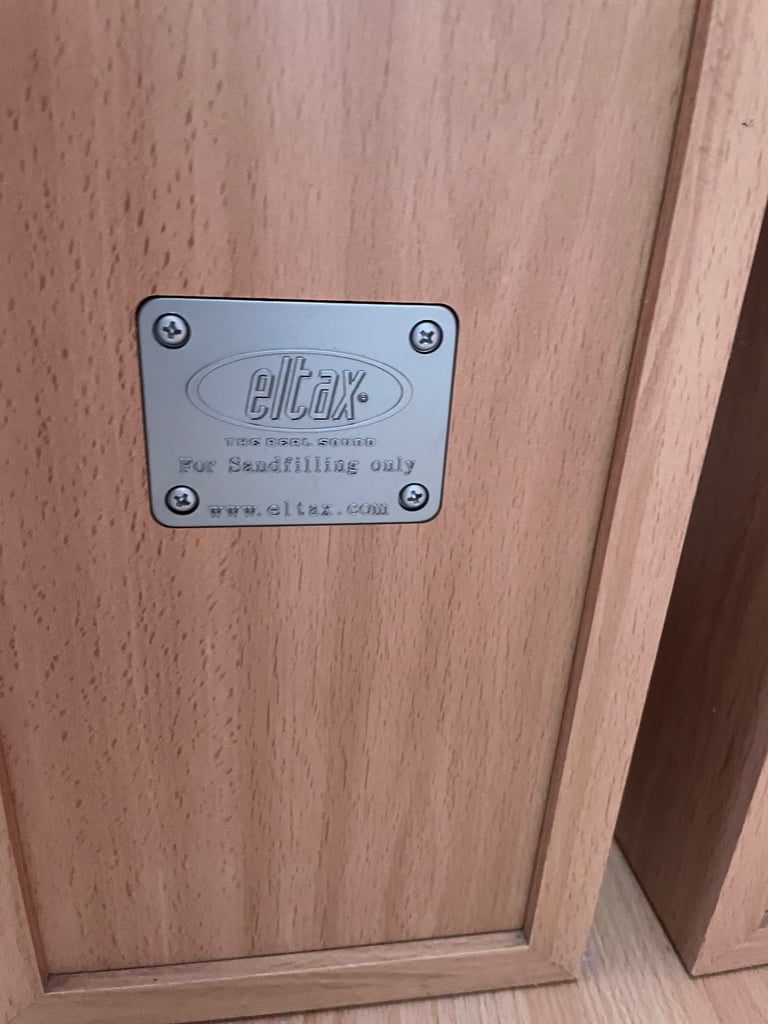 eltax®
THE REAL SOUND
For Sandfilling only
www.eltax.com